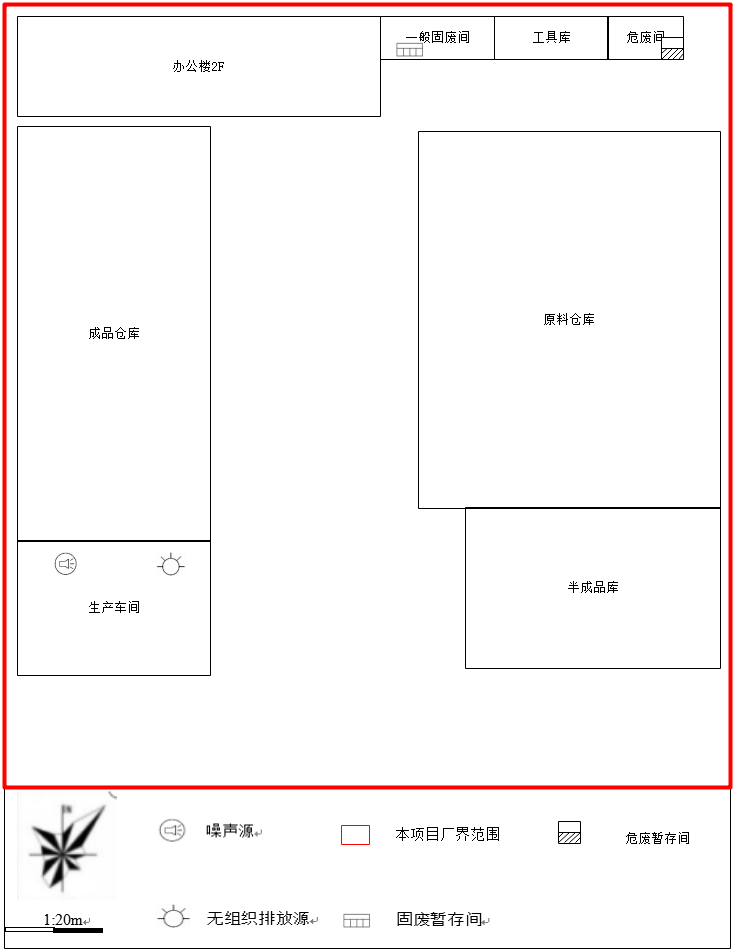 办公楼2F
一般固废间
工具库
危废间
成品仓库
原料仓库
半成品库
生产车间
N
噪声源
本项目厂界范围
危废暂存间
1:20m
无组织排放源
固废暂存间